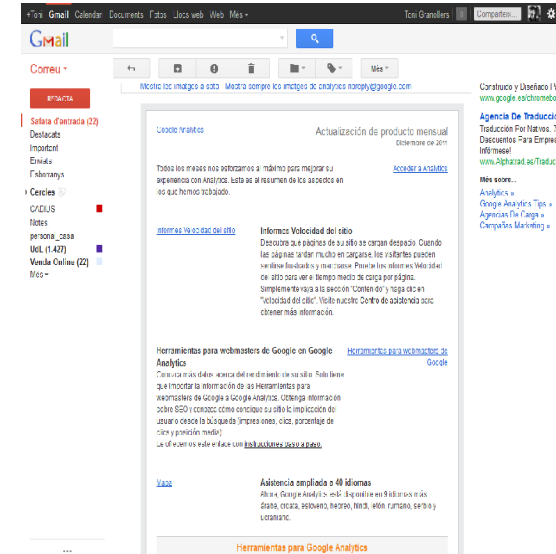 +Toni Gmail Calendar Documents Fotos Llocs web Web Més
Toni Granollers Comparteix...
Gmail
Correu
Més
REDACTA
Mostra les imatges a sota - Mostra sempre les imatges de analytics-noreply@google.com
Safata d'entrada (22)
Destacats
Important
Enviats
Esborranys
Cercles
CADIUS
Notes
personal_casa
UdL (1.427)
Venda Online (22)
Més
Google Analytics
Actualización de producto mensual
Diciembre de 2011
Todos los meses nos esforzamos al máximo para mejorar su
experiencia con Analytics. Este es el resumen de los aspectos en
los que hemos trabajado.
Acceder a Analytics
Informes Velocidad del sitio
Informes Velocidad del sitio
Descubra qué páginas de su sitio se cargan despacio. Cuando
las páginas tardan mucho en cargarse, los visitantes pueden
sentirse frustrados y marcharse. Pruebe los informes Velocidad
del sitio para ver el tiempo medio de carga por página.
Simplemente vaya a la sección "Contenido" y haga clic en
"Velocidad del sitio". Visite nuestro Centro de asistencia para
obtener más información.
Herramientas para webmasters de Google en Google
Analytics
Conozca más datos acerca del rendimiento de su sitio. Solo tiene
que importar la información de las Herramientas para
webmasters de Google a Google Analytics. Obtenga información
sobre SEO y conozca cómo consigue su sitio la implicación del
usuario desde la búsqueda (impresiones, clics, porcentaje de
clics y posición media).
Le ofrecemos este enlace con instrucciones paso a paso.
Herramientas para webmasters de
Google
Mapa
Asistencia ampliada a 40 idiomas
Ahora, Google Analytics está disponible en 9 idiomas más:
árabe, croata, esloveno, hebreo, hindi, letón, rumano, serbio y
ucraniano.
Herramientas para Google Analytics
Construido y Diseñado
www.google.es/chromebo
Agencia De Traducció
Traducción Por Nativos.
Descuentos Para Empre
Infórmese!
www.Alphatrad.es/Traduc
Més sobre...
Analytics »
Google Analytics Tips »
Agencias De Carga »
Campañas Marketing »